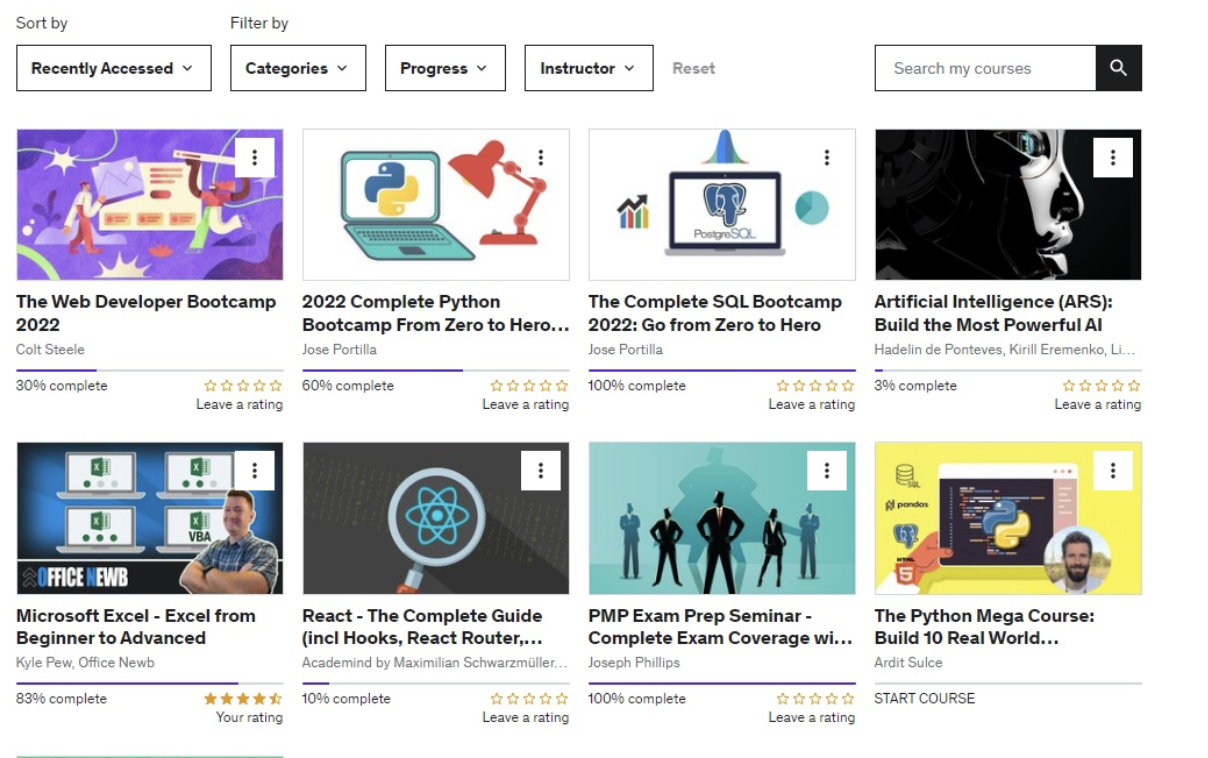 Sort by
Filter by
Recently Accessed
Categories
Progress
Instructor
Reset
Search my courses
PostgreSQL
The Web Developer Bootcamp
2022
Colt Steele
30% complete
Leave a rating
2022 Complete Python
Bootcamp From Zero to Hero...
Jose Portilla
60% complete
Leave a rating
The Complete SQL Bootcamp
2022: Go from Zero to Hero
Jose Portilla
100% complete
Leave a rating
Artificial Intelligence (ARS):
Build the Most Powerful AI
Hadelin de Ponteves, Kirill Eremenko, Li...
3% complete
Leave a rating
VBA
OFFICE NEWB
Microsoft Excel - Excel from
Beginner to Advanced
Kyle Pew, Office Newb
83% complete
Your rating
React - The Complete Guide
(incl Hooks, React Router,...
Academind by Maximilian Schwarzmüller...
10% complete
Leave a rating
PMP Exam Prep Seminar -
Complete Exam Coverage wi...
Joseph Phillips
100% complete
Leave a rating
SQL
pandas
HTML
5
The Python Mega Course:
Build 10 Real World...
Ardit Sulce
START COURSE